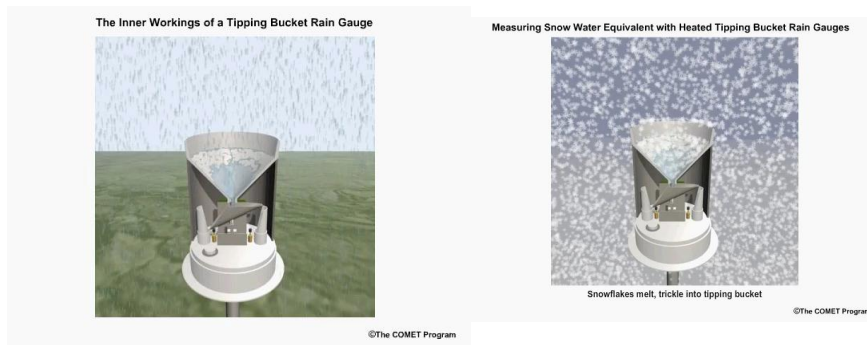 The Inner Workings of a Tipping Bucket Rain Gauge
©The COMET Program
Measuring Snow Water Equivalent with Heated Tipping Bucket Rain Gauges
Snowflakes melt, trickle into tipping bucket
©The COMET Program